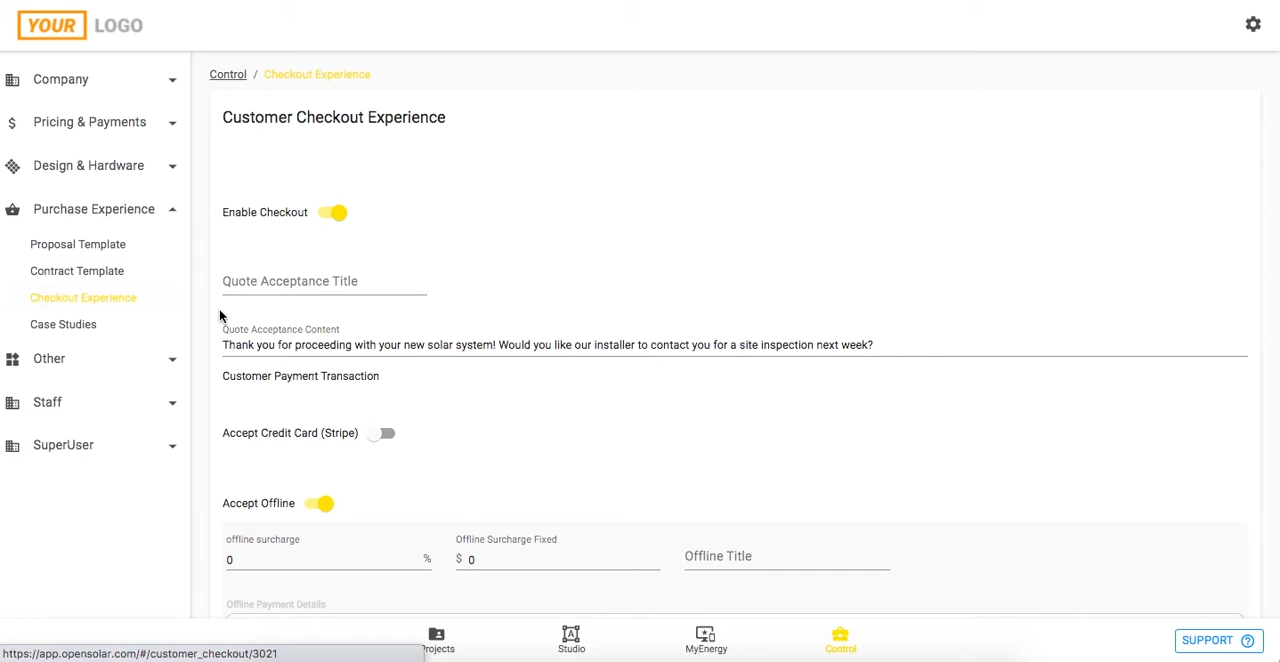 YOUR LOGO
Company
Pricing & Payments
Design & Hardware
Purchase Experience
Proposal Template
Contract Template
Checkout Experience
Case Studies
Other
Staff
SuperUser
Control / Checkout Experience
Customer Checkout Experience
Enable Checkout
Quote Acceptance Title
Quote Acceptance Content
Thank you for proceeding with your new solar system! Would you like our installer to contact you for a site inspection next week?
Customer Payment Transaction
Accept Credit Card (Stripe)
Accept Offline
offline surcharge
0 %
Offline Surcharge Fixed
$ 0
Offline Title
Offline Payment Details
rojects
Studio
MyEnergy
Control
SUPPORT
https://app.opensolar.com/#/customer_checkout/3021